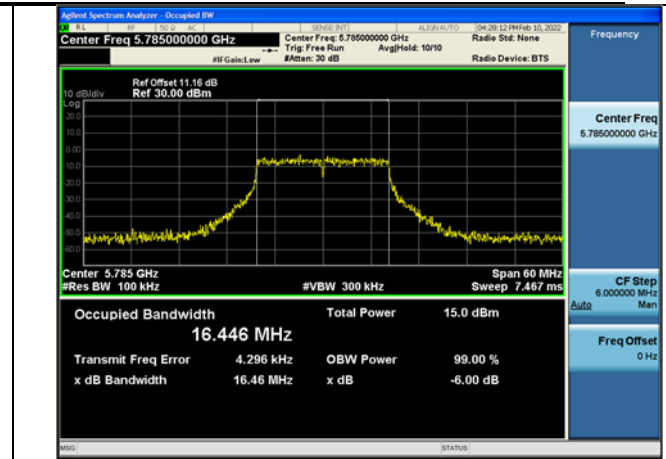 Agilent Spectrum Analyzer - Occupied BW
RL RF 50 Ω AC SENSE:INT ALIGN AUTO 04:28:12 PM Feb 10, 2022
Center Freq 5.785000000 GHz
Center Freq: 5.785000000 GHz
Radio Std: None
Trig: Free Run Avg|Hold: 10/10
#IFGain:Low #Atten: 30 dB Radio Device: BTS
Ref Offset 11.16 dB
10 dB/div Ref 30.00 dBm
Log
20.0
10.0
0.00
-10.0
-20.0
-30.0
-40.0
-50.0
-60.0
Center 5.785 GHz Span 60 MHz
#Res BW 100 kHz #VBW 300 kHz Sweep 7.467 ms
Occupied Bandwidth Total Power 15.0 dBm
16.446 MHz
Transmit Freq Error 4.296 kHz OBW Power 99.00 %
x dB Bandwidth 16.46 MHz x dB -6.00 dB
MSG STATUS
Frequency
Center Freq
5.785000000 GHz
CF Step
6.000000 MHz
Auto Man
Freq Offset
0 Hz